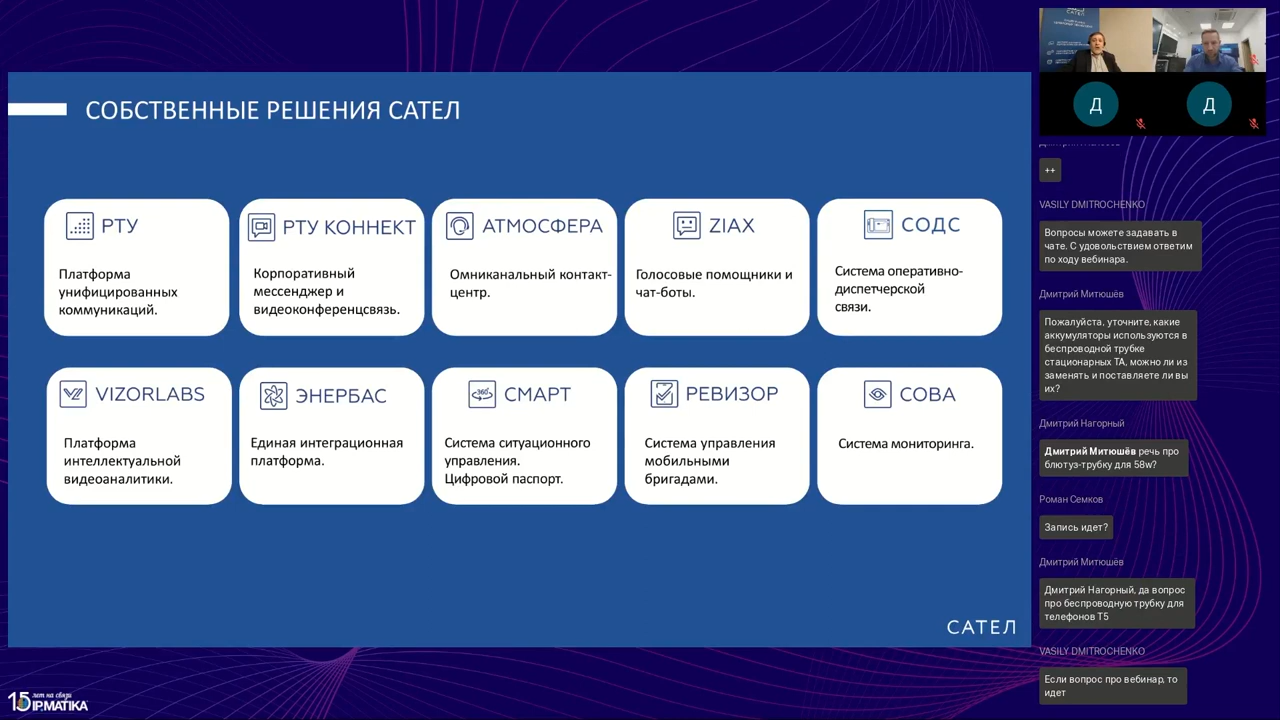 СОБСТВЕННЫЕ РЕШЕНИЯ САТЕЛ
РТУ
Платформа
унифицированных
коммуникаций.
РТУ КОННЕКТ
Корпоративный
мессенджер и
видеоконференцсвязь.
АТМОСФЕРА
Омниканальный контакт-
центр.
ZIAX
Голосовые помощники и
чат-боты.
СОДС
Система оперативно-
диспетчерской
связи.
VIZORLABS
Платформа
интеллектуальной
видеоаналитики.
ЭНЕРБАС
Единая интеграционная
платформа.
360°
СМАРТ
Система ситуационного
управления.
Цифровой паспорт.
РЕВИЗОР
Система управления
мобильными
бригадами.
СОВА
Система мониторинга.
САТЕЛ
15 лет на связи
IPMATIKA
САТЕЛ
Д
Д
++
VASILY DMITROCHENKO
Вопросы можете задавать в
чате. С удовольствием ответим
по ходу вебинара.
Дмитрий Митюшёв
Пожалуйста, уточните, какие
аккумуляторы используются в
беспроводной трубке
стационарных ТА, можно ли из
заменять и поставляете ли вы
их?
Дмитрий Нагорный
Дмитрий Митюшёв речь про
блютуз-трубку для 58w?
Роман Семков
Запись идет?
Дмитрий Митюшёв
Дмитрий Нагорный, да вопрос
про беспроводную трубку для
телефонов T5
VASILY DMITROCHENKO
Если вопрос про вебинар, то
идет